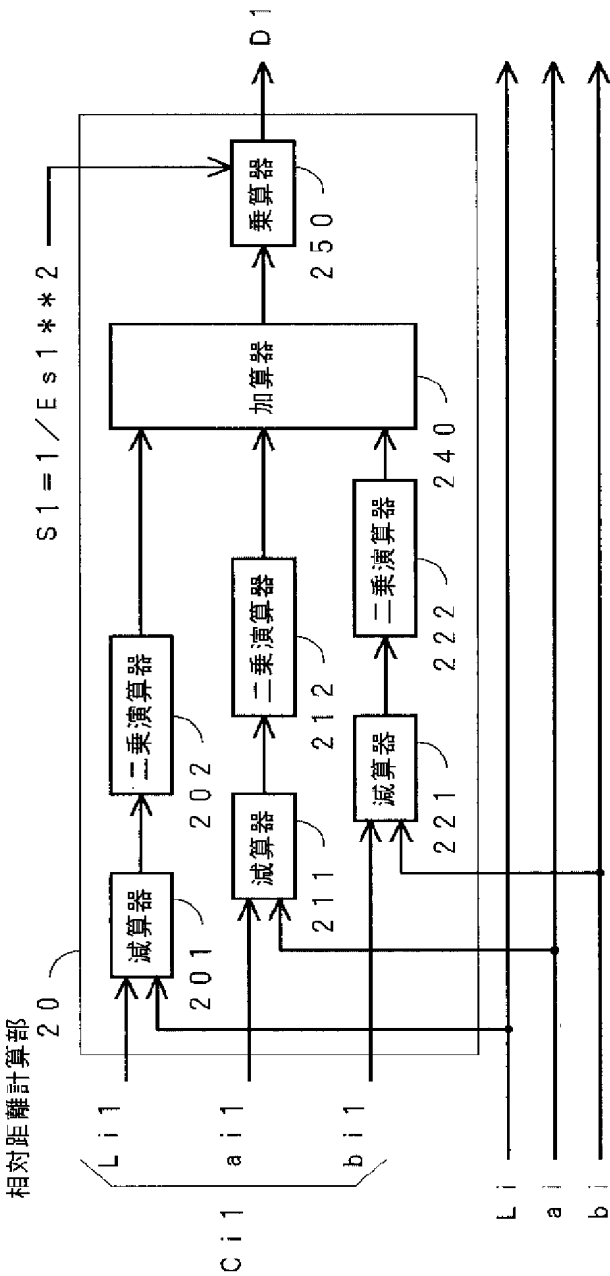 相対距離計算部
20
S1=1/Es1**2
Ci1
Li1
ai1
bi1
減算器
201
二乗演算器
202
減算器
211
二乗演算器
212
減算器
221
二乗演算器
222
加算器
240
乗算器
250
D1
Li
ai
bi